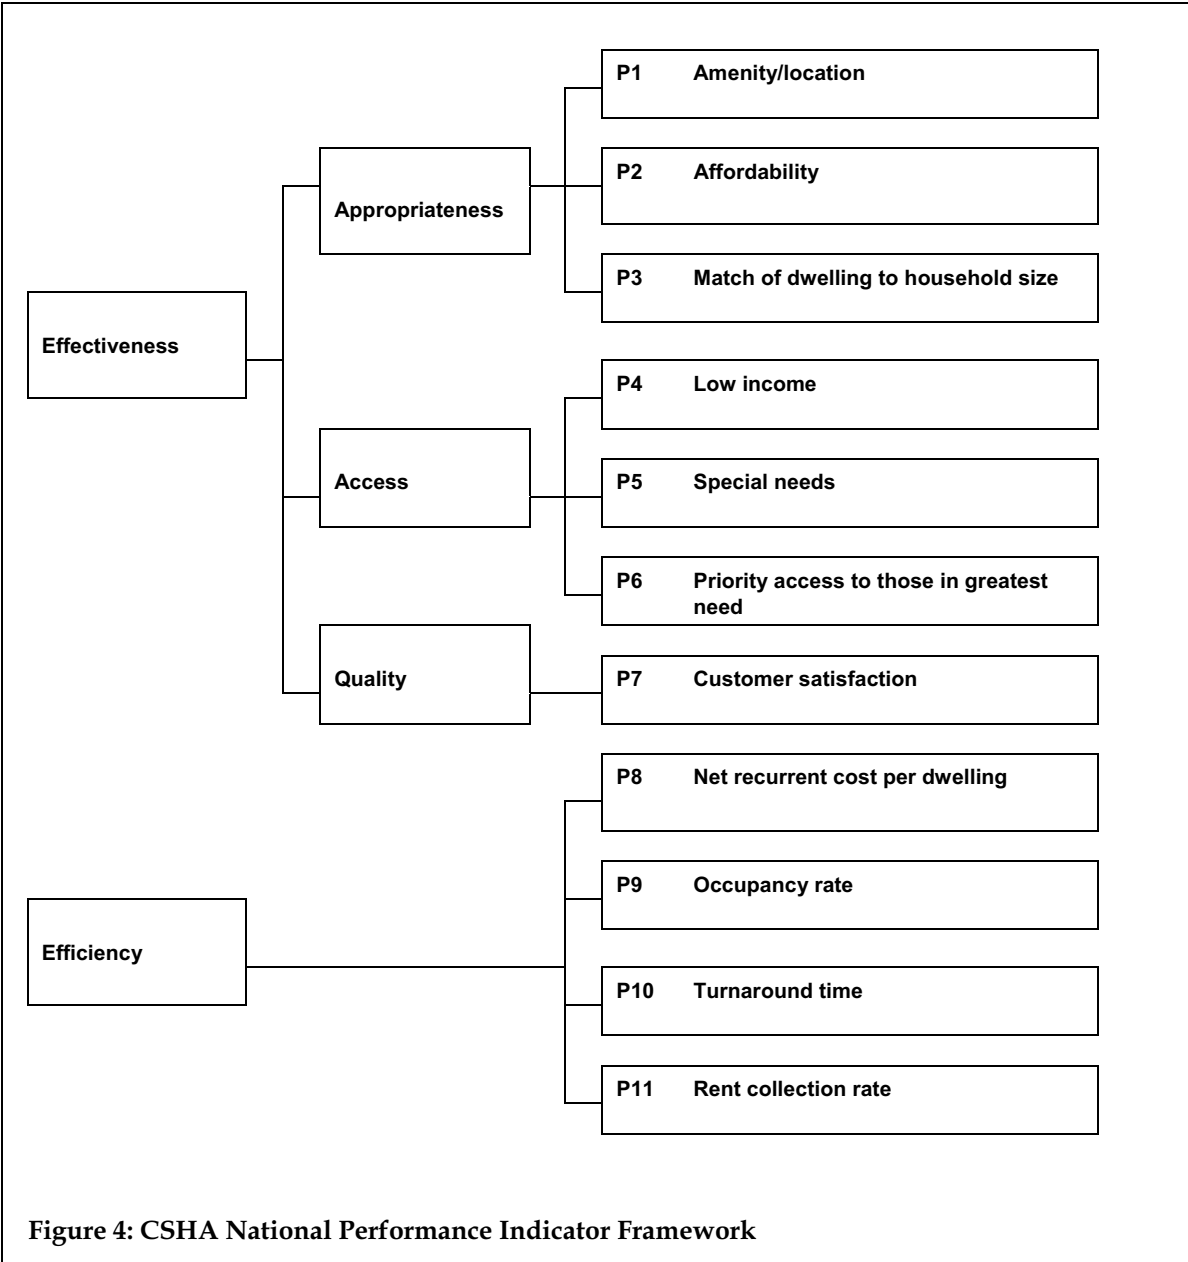 P1 Amenity/location
P2 Affordability
Appropriateness
P3 Match of dwelling to household size
Effectiveness
P4 Low income
Access
P5 Special needs
P6 Priority access to those in greatest
need
Quality
P7 Customer satisfaction
P8 Net recurrent cost per dwelling
P9 Occupancy rate
Efficiency
P10 Turnaround time
P11 Rent collection rate
Figure 4: CSHA National Performance Indicator Framework